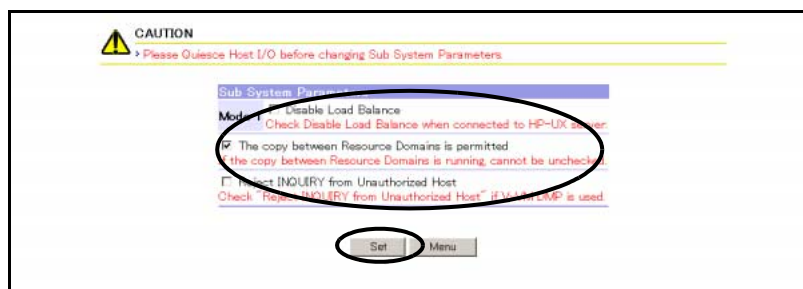 CAUTION
Please Quiesce Host I/O before changing Sub System Parameters.
Sub System Parameters
Mode 1 Disable Load Balance
Check Disable Load Balance when connected to HP-UX server.
The copy between Resource Domains is permitted
If the copy between Resource Domains is running, cannot be unchecked.
Reject INQUIRY from Unauthorized Host
Check "Reject INQUIRY from Unauthorized Host" if VxVM DMP is used.
Set Menu